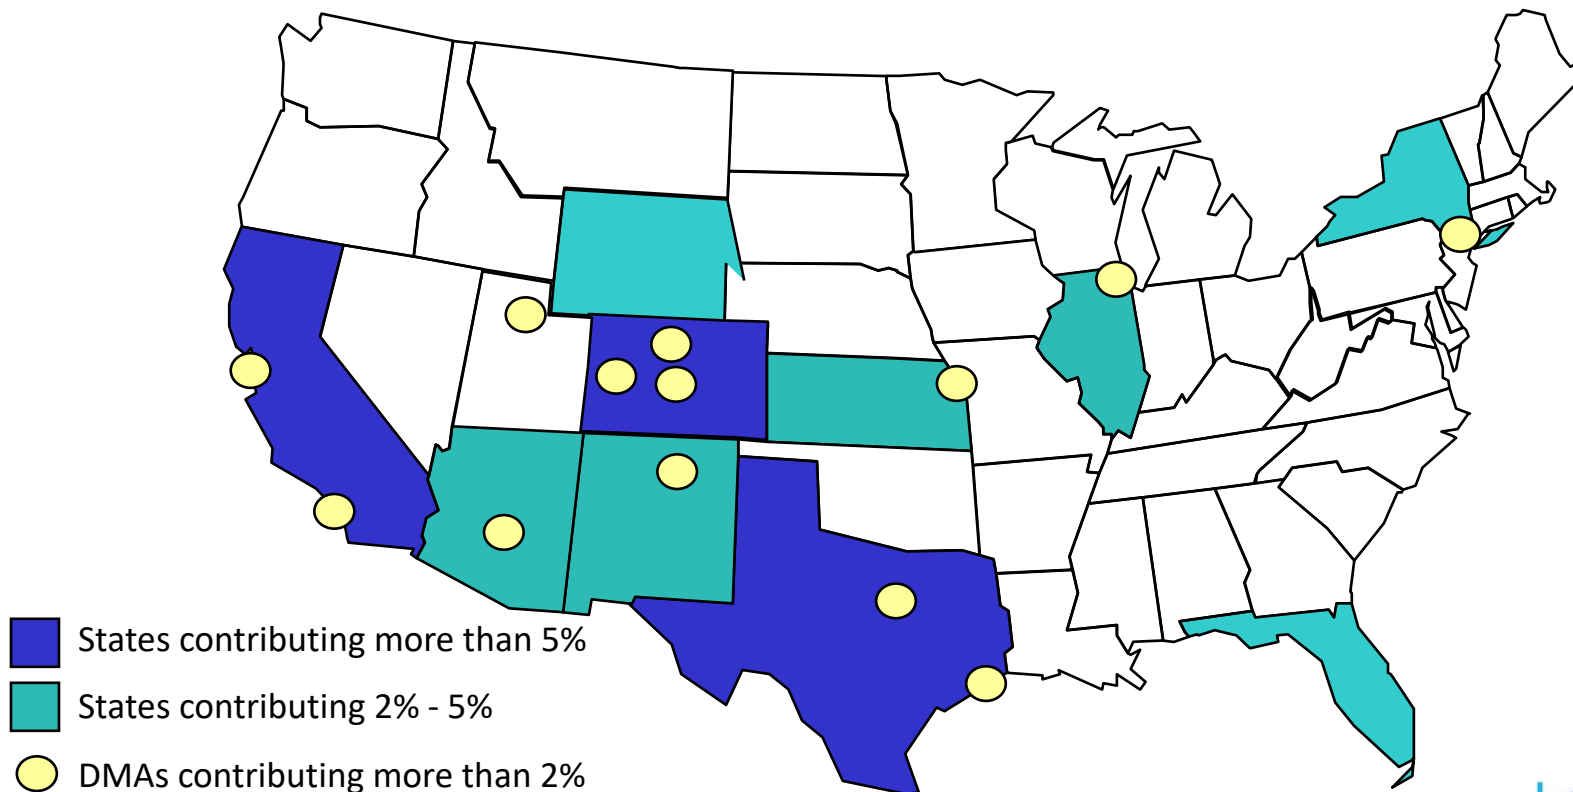 States contributing more than 5%
States contributing 2% - 5%
DMAs contributing more than 2%